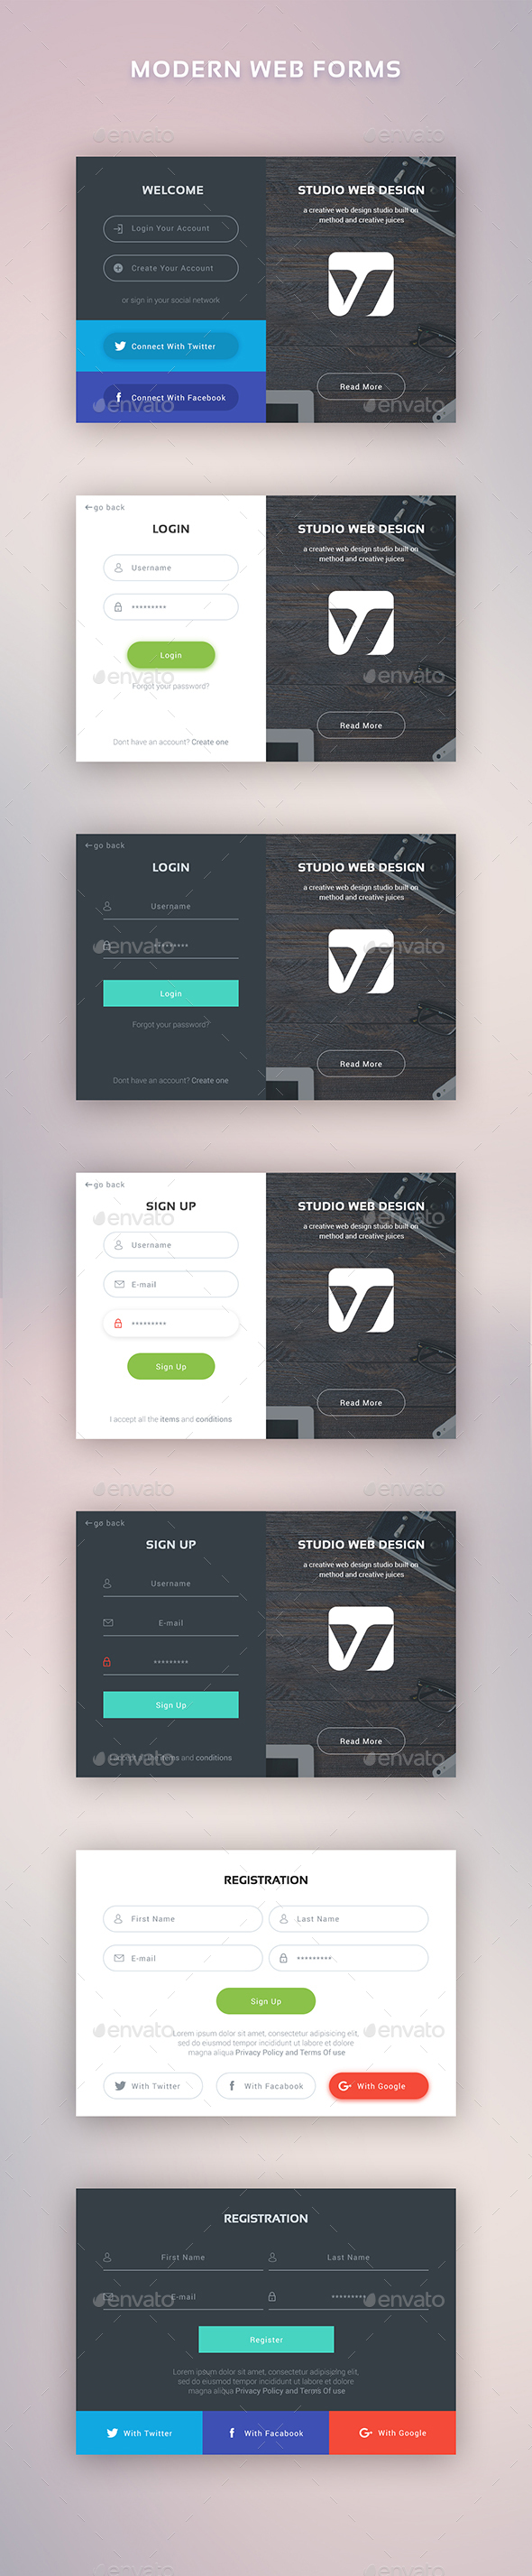 MODERN WEB FORMS
envato envato
WELCOME
Login Your Account
Create Your Account
or sign in your social network
Connect With Twitter
Connect With Facebook
envato
STUDIO WEB DESIGN
a creative web design studio built on
method and creative juices
Read More
envato
go back
LOGIN
Username
*********
Login
envato
Forgot your password?
Dont have an account? Create one
STUDIO WEB DESIGN
a creative web design studio built on
method and creative juices
envato
Read More
go back
LOGIN
Username
envato
*********
Login
Forgot your password?
Dont have an account? Create one
STUDIO WEB DESIGN
a creative web design studio built on
method and creative juices
envato
Read More
go back
SIGN UP
envato
Username
E-mail
*********
Sign Up
I accept all the items and conditions
STUDIO WEB DESIGN
envato
a creative web design studio built on
method and creative juices
Read More
envato envato
go back
SIGN UP
Username
E-mail
*********
Sign Up
I accept all the items and conditions
envato
STUDIO WEB DESIGN
a creative web design studio built on
method and creative juices
Read More
envato
REGISTRATION
First Name Last Name
E-mail *********
Sign Up
envato envato
Lorem ipsum dolor sit amet, consectetur adipisicing elit,
sed do eiusmod tempor incididunt ut labore et dolore
magna aliqua Privacy Policy and Terms Of use
With Twitter With Facebook With Google
REGISTRATION
First Name Last Name
E-mail *********
envato envato
Register
Lorem ipsum dolor sit amet, consectetur adipisicing elit,
sed do eiusmod tempor incididunt ut labore et dolore
magna aliqua Privacy Policy and Terms Of use
With Twitter With Facebook With Google
envato envato